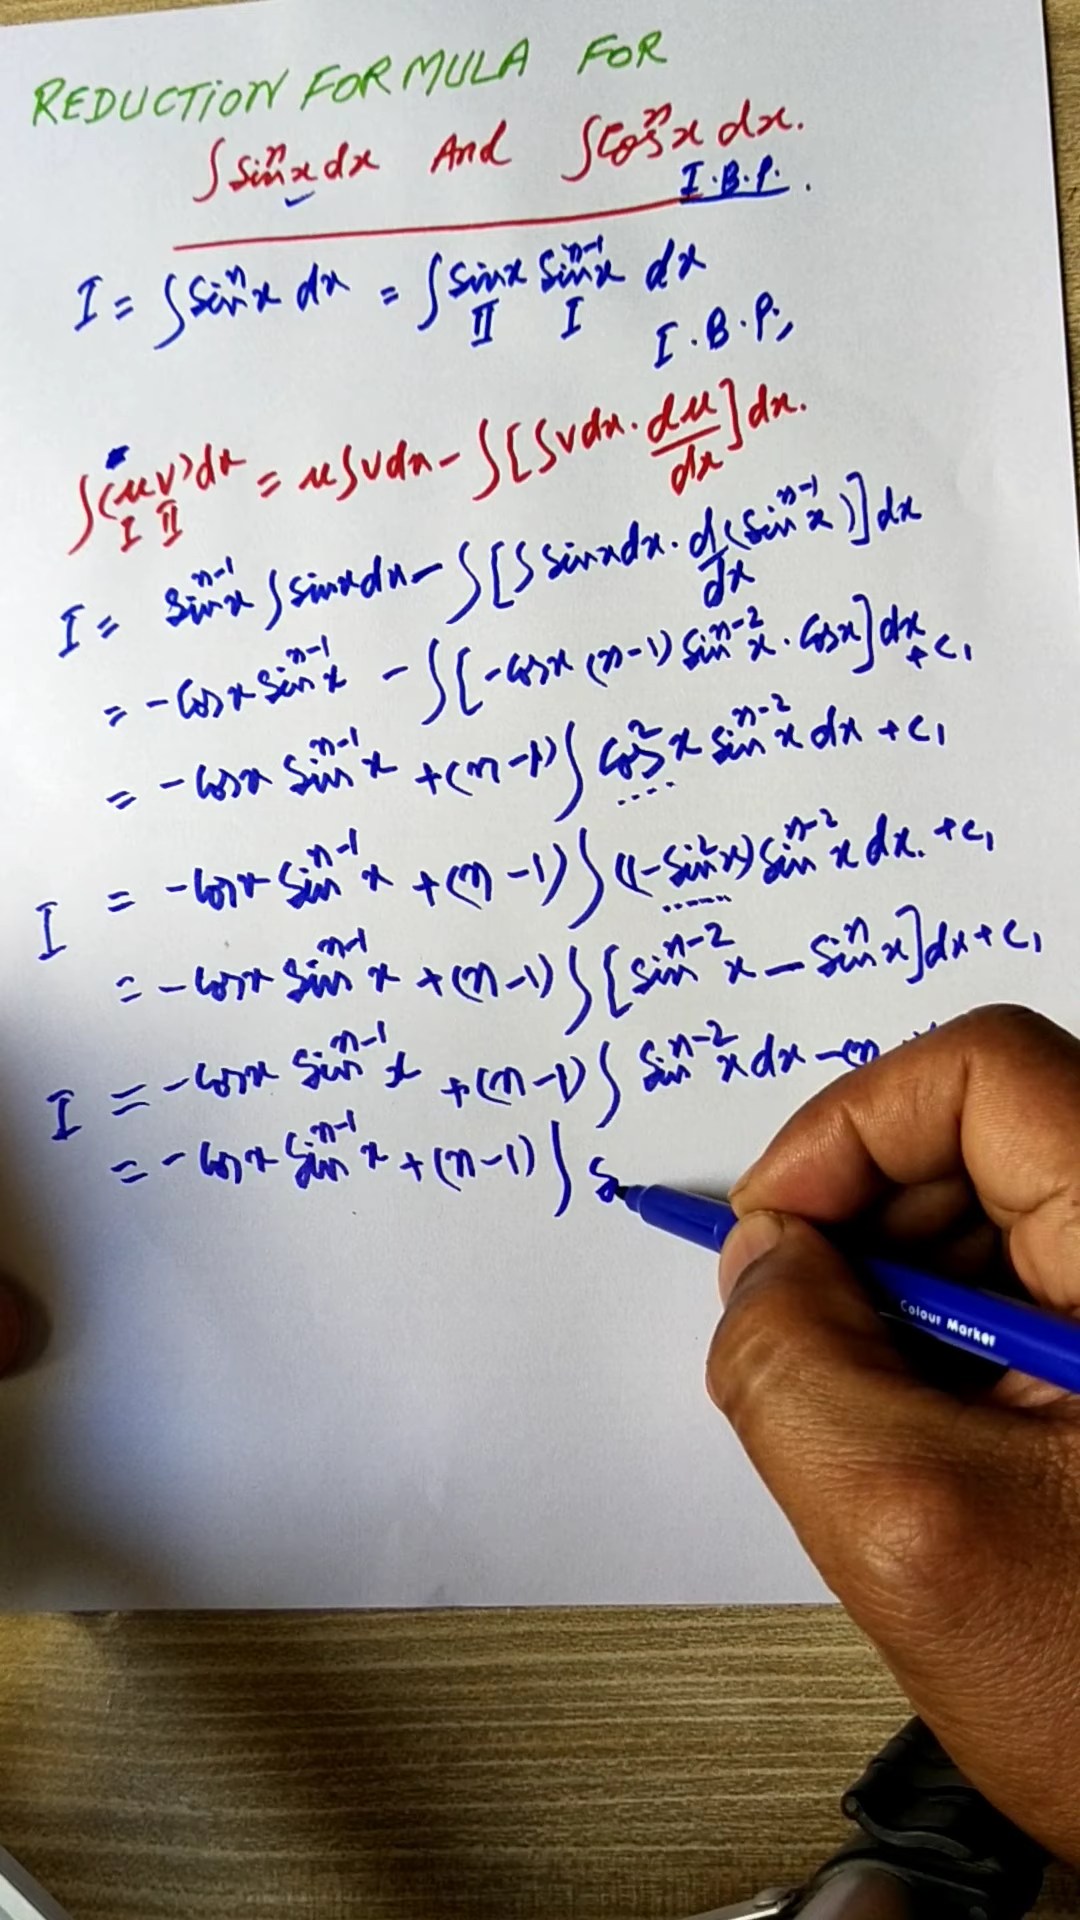 REDUCTION FORMULA FOR
∫sinⁿx dx And ∫Cosⁿx dx.
I.B.P.
I = ∫sinⁿx dx = ∫sinx sinⁿ⁻¹x dx
II I
I.B.P.,
∫(uv)dx = u∫vdx - ∫[∫vdx. du/dx]dx.
I II
I = sinⁿ⁻¹x ∫sinxdx - ∫[∫sinxdx. d/dx(sinⁿ⁻¹x)]dx
= -Cosx sinⁿ⁻¹x - ∫[-Cosx (n-1) sinⁿ⁻²x. Cosx]dx + C₁
= -Cosx sinⁿ⁻¹x + (n-1)∫Cos²x sinⁿ⁻²x dx + C₁
I = -Cosx sinⁿ⁻¹x + (n-1)∫(1-sin²x)sinⁿ⁻²x dx. + C₁
= -Cosx sinⁿ⁻¹x + (n-1)∫[sinⁿ⁻²x - sinⁿx]dx + C₁
I = -Cosx sinⁿ⁻¹x + (n-1)∫sinⁿ⁻²x dx - (n
= -Cosx sinⁿ⁻¹x + (n-1)∫S
Colour Marker